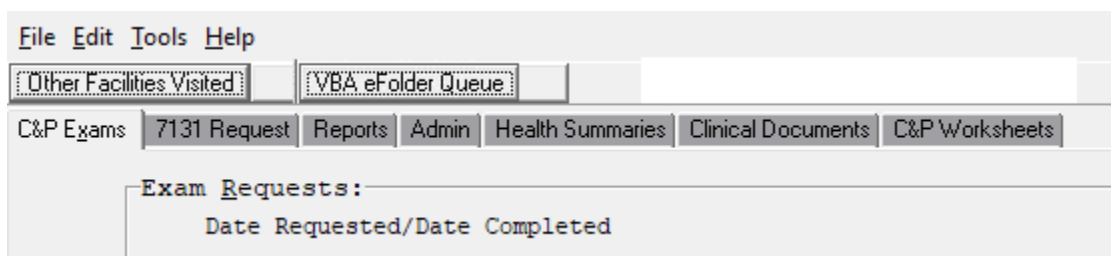 File Edit Tools Help
Other Facilities Visited VBA eFolder Queue
C&P Exams 7131 Request Reports Admin Health Summaries Clinical Documents C&P Worksheets
Exam Requests:
Date Requested/Date Completed